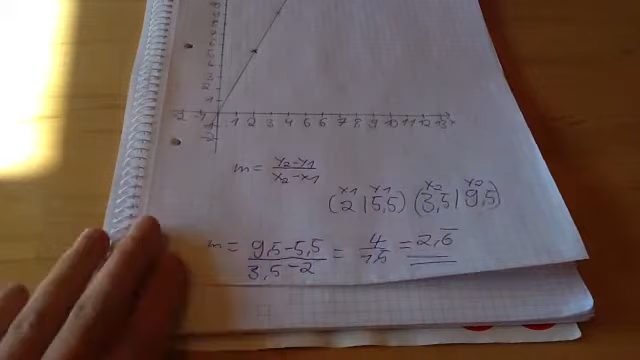 1 2 3 4 5 6 7 8 9 10 11 12 13 x
m = y2-y1 / x2-x1
x1 y1 x2 y2
(2|5,5) (3,5|9,5)
m = 9,5-5,5 / 3,5-2 = 4 / 1,5 = 2,6̅